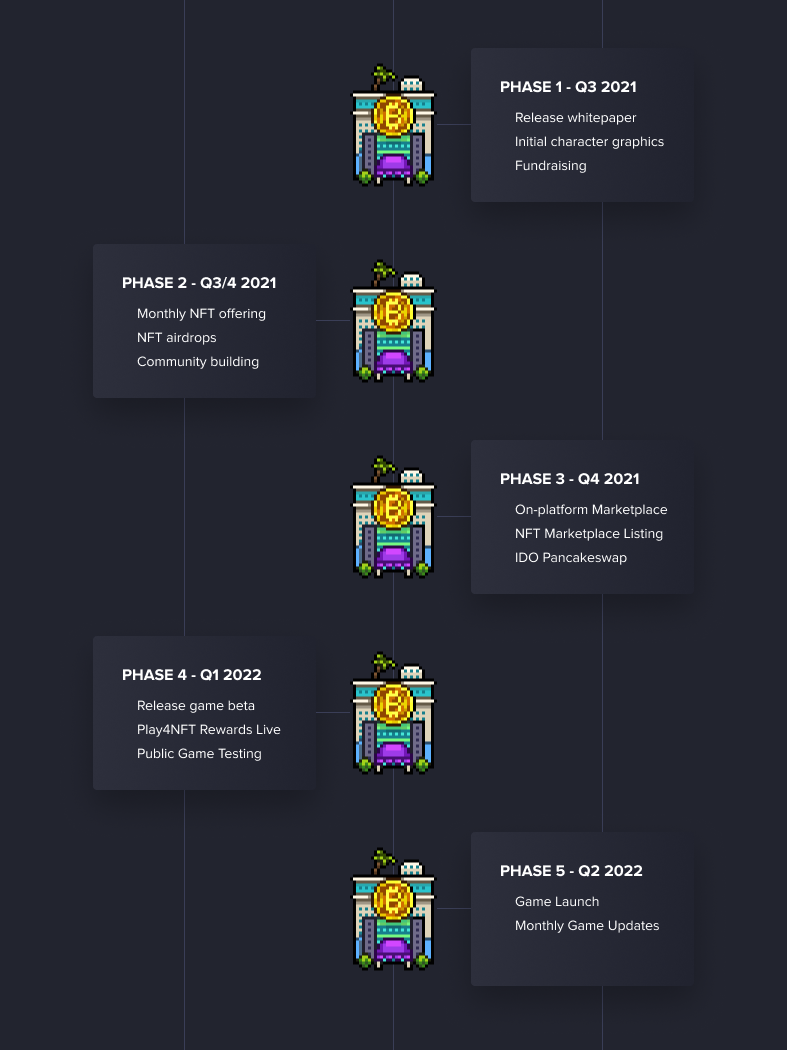 PHASE 1 - Q3 2021
Release whitepaper
Initial character graphics
Fundraising
PHASE 2 - Q3/4 2021
Monthly NFT offering
NFT airdrops
Community building
PHASE 3 - Q4 2021
On-platform Marketplace
NFT Marketplace Listing
IDO Pancakeswap
PHASE 4 - Q1 2022
Release game beta
Play4NFT Rewards Live
Public Game Testing
PHASE 5 - Q2 2022
Game Launch
Monthly Game Updates